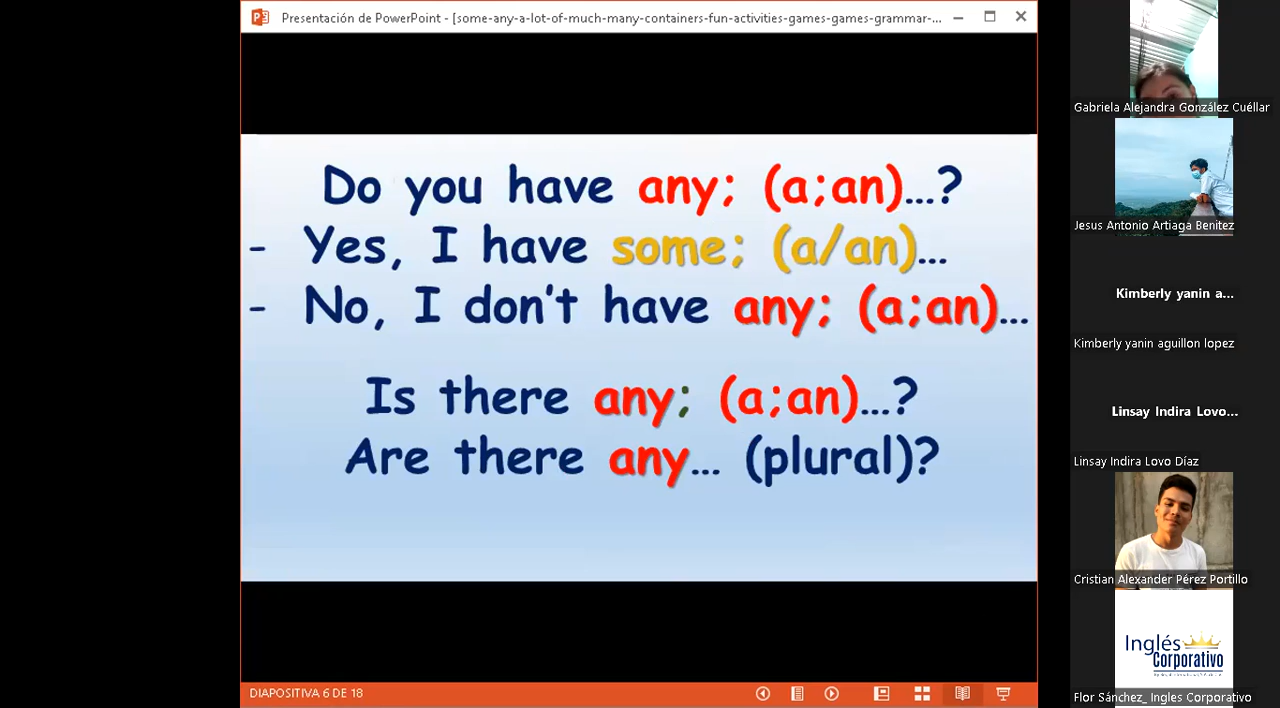 Presentación de PowerPoint - [some-any-a-lot-of-much-many-containers-fun-activities-games-games-grammar-...
Do you have any; (a;an)...?
- Yes, I have some; (a/an)...
- No, I don't have any; (a;an)...
Is there any; (a;an)...?
Are there any... (plural)?
DIAPOSITIVA 6 DE 18
Gabriela Alejandra González Cuéllar
Jesus Antonio Artiaga Benitez
Kimberly yanin a...
Kimberly yanin aguillon lopez
Linsay Indira Lovo...
Linsay Indira Lovo Díaz
Cristian Alexander Pérez Portillo
Inglés
Corporativo
Flor Sánchez_ Ingles Corporativo